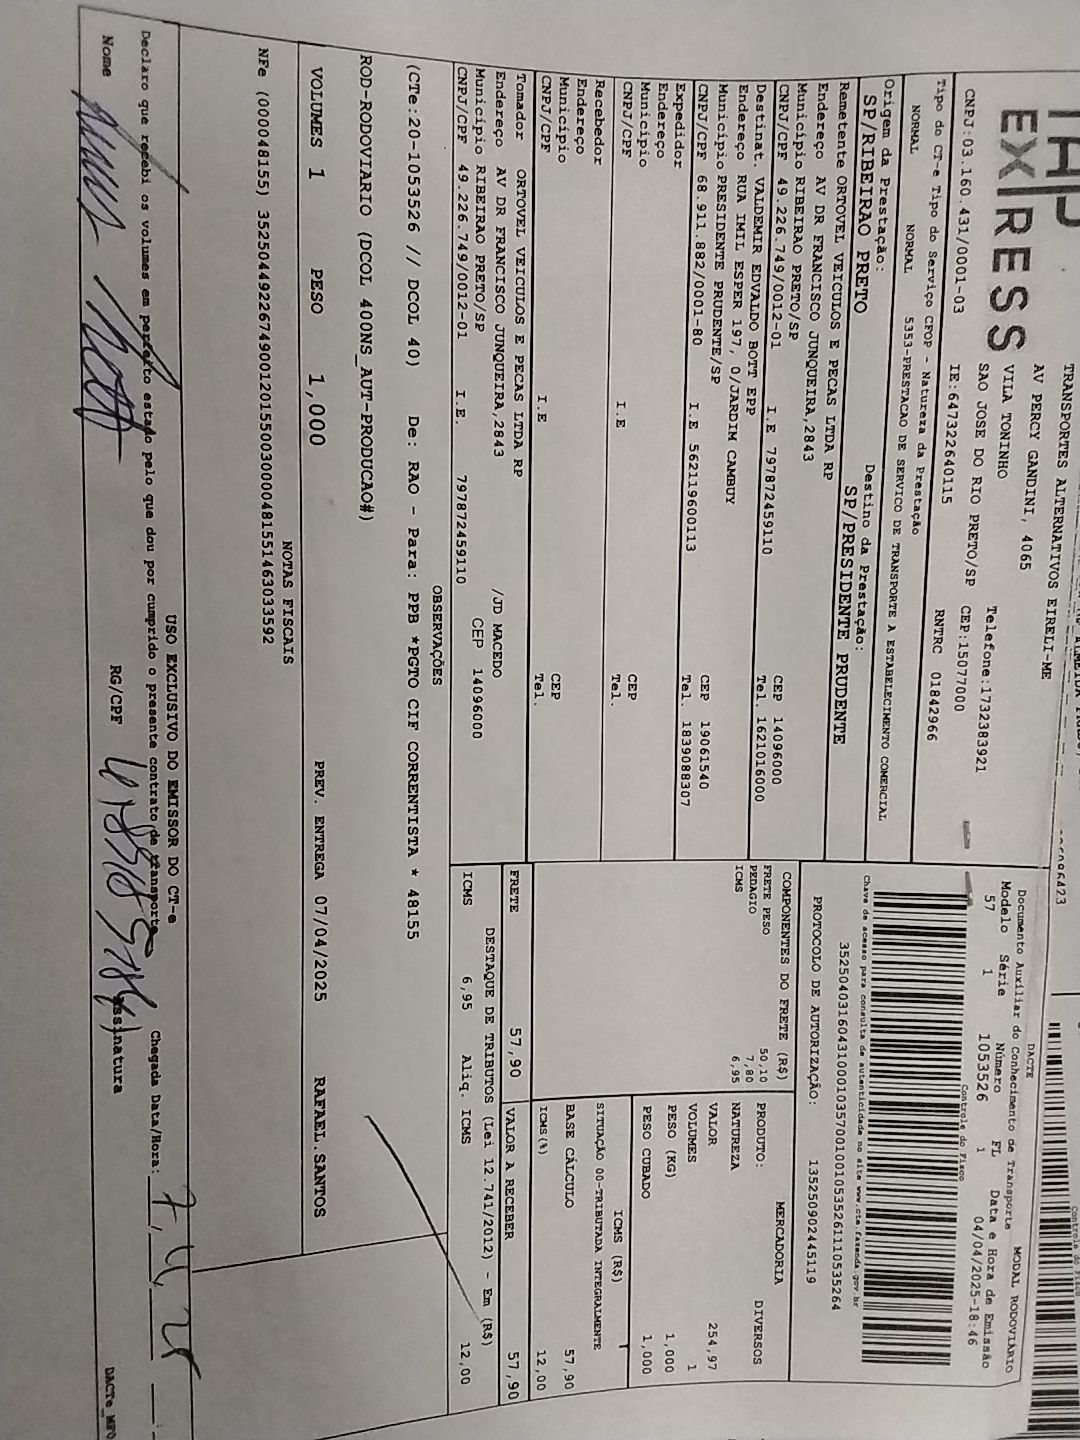 EX|RESS
TRANSPORTES ALTERNATIVOS EIRELI-ME
AV PERCY GANDINI, 4065
VILA TONINHO
SAO JOSE DO RIO PRETO/SP
Telefone:1732383921
CEP:15077000
CNPJ:03.160.431/0001-03 IE:647322640115 RNTRC 01842966
Tipo do CT-e Tipo do Serviço CFOP - Natureza da Prestação
NORMAL NORMAL 5353-PRESTACAO DE SERVICO DE TRANSPORTE A ESTABELECIMENTO COMERCIAL
Origem da Prestação: Destino da Prestação:
SP/RIBEIRAO PRETO SP/PRESIDENTE PRUDENTE
Remetente ORTOVEL VEICULOS E PECAS LTDA RP
Endereço AV DR FRANCISCO JUNQUEIRA,2843
Município RIBEIRAO PRETO/SP CEP 14096000
CNPJ/CPF 49.226.749/0012-01 I.E 797872459110 Tel. 1621016000
Destinat. VALDEMIR EDVALDO BOTT EPP
Endereço RUA IMIL ESPER 197, 0/JARDIM CAMBUY
Município PRESIDENTE PRUDENTE/SP CEP 19061540
CNPJ/CPF 68.911.882/0001-80 I.E 562119600113 Tel. 1839088307
Expedidor
Endereço
Município CEP
CNPJ/CPF I.E Tel.
Recebedor
Endereço
Município CEP
CNPJ/CPF I.E Tel.
Tomador ORTOVEL VEICULOS E PECAS LTDA RP
Endereço AV DR FRANCISCO JUNQUEIRA,2843 /JD MACEDO
Município RIBEIRAO PRETO/SP CEP 14096000
CNPJ/CPF 49.226.749/0012-01 I.E. 797872459110
DACTE
Documento Auxiliar do Conhecimento de Transporte
MODAL RODOVIÁRIO
Modelo Série Número FL Data e Hora de Emissão
57 1 1053526 1 04/04/2025-18:46
Controle do Fisco
Chave de acesso para consulta de autenticidade no site www.cte.fazenda.gov.br
35250403160431000103570010010535261110535264
PROTOCOLO DE AUTORIZAÇÃO: 135250902445119
COMPONENTES DO FRETE (R$)
FRETE PESO 50,10
PEDAGIO 7,80
ICMS 6,95
MERCADORIA
PRODUTO: DIVERSOS
NATUREZA
VALOR 254,97
VOLUMES 1
PESO (KG) 1,000
PESO CUBADO 1,000
ICMS (R$)
SITUAÇÃO 00-TRIBUTADA INTEGRALMENTE
BASE CÁLCULO 57,90
ICMS(%) 12,00
FRETE 57,90 VALOR A RECEBER 57,90
DESTAQUE DE TRIBUTOS (Lei 12.741/2012) - Em (R$)
ICMS 6,95 Aliq. ICMS 12,00
OBSERVAÇÕES
(CTe:20-1053526 // DCOL 40) De: RAO - Para: PPB *PGTO CIF CORRENTISTA * 48155
ROD-RODOVIARIO (DCOL 400NS_AUT-PRODUCAO#)
VOLUMES 1 PESO 1,000 PREV. ENTREGA 07/04/2025 RAFAEL.SANTOS
NOTAS FISCAIS
NFe (000048155) 35250449226749001201550030000481551463033592
USO EXCLUSIVO DO EMISSOR DO CT-e
Declaro que recebi os volumes em perfeito estado pelo que dou por cumprido o presente contrato de transporte Chegada Data/Hora: 7, 4, 25
Nome RG/CPF assinatura
DACTe_MF0